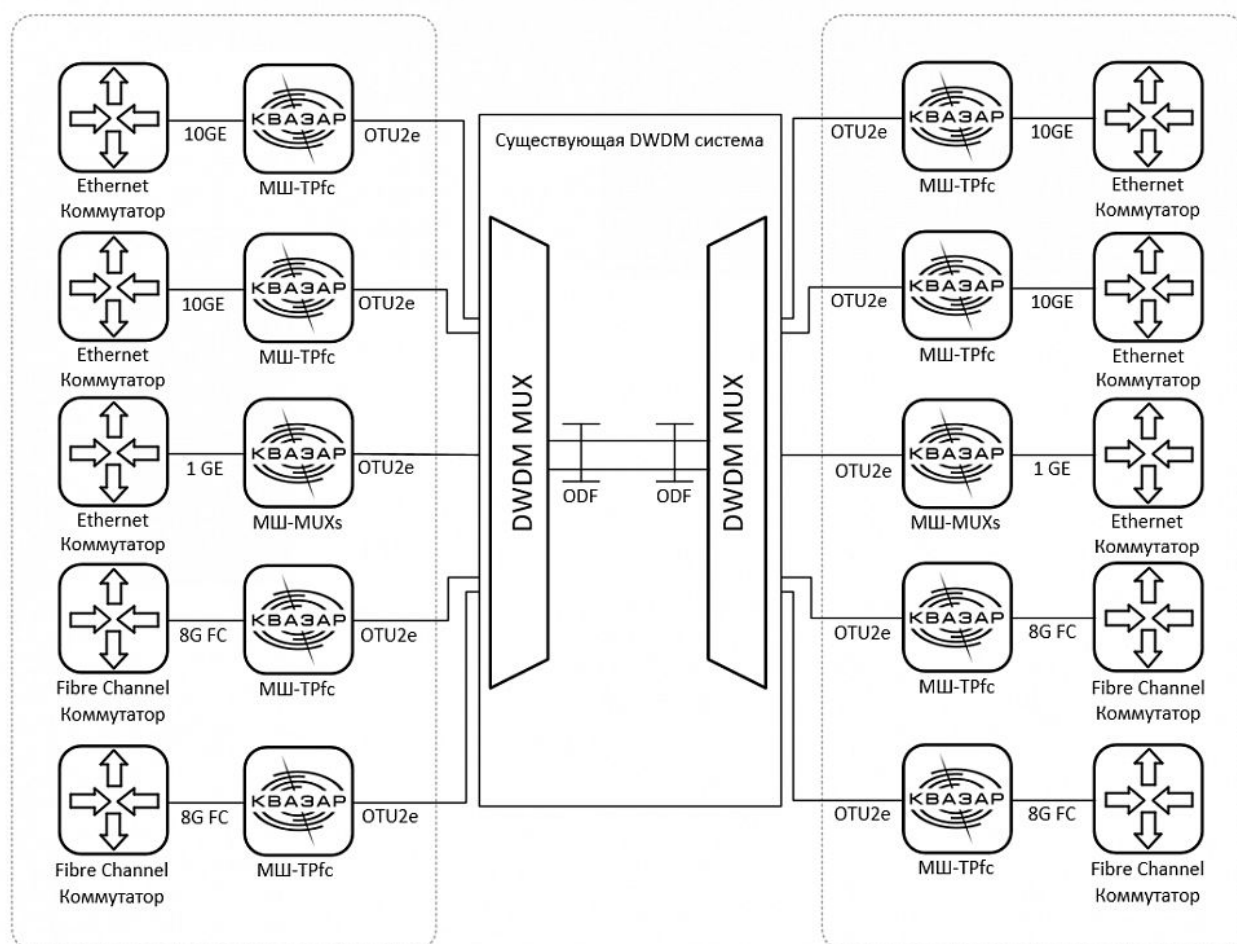 10GE
КВАЗАР
OTU2e
Ethernet
Коммутатор
МШ-TPfc
10GE
КВАЗАР
OTU2e
Ethernet
Коммутатор
МШ-TPfc
1 GE
КВАЗАР
OTU2e
Ethernet
Коммутатор
МШ-MUXs
8G FC
КВАЗАР
OTU2e
Fibre Channel
Коммутатор
МШ-TPfc
8G FC
КВАЗАР
OTU2e
Fibre Channel
Коммутатор
МШ-TPfc
Существующая DWDM система
DWDM MUX
ODF
ODF
DWDM MUX
OTU2e
КВАЗАР
10GE
МШ-TPfc
Ethernet
Коммутатор
OTU2e
КВАЗАР
10GE
МШ-TPfc
Ethernet
Коммутатор
OTU2e
КВАЗАР
1 GE
МШ-MUXs
Ethernet
Коммутатор
OTU2e
КВАЗАР
8G FC
МШ-TPfc
Fibre Channel
Коммутатор
OTU2e
КВАЗАР
8G FC
МШ-TPfc
Fibre Channel
Коммутатор